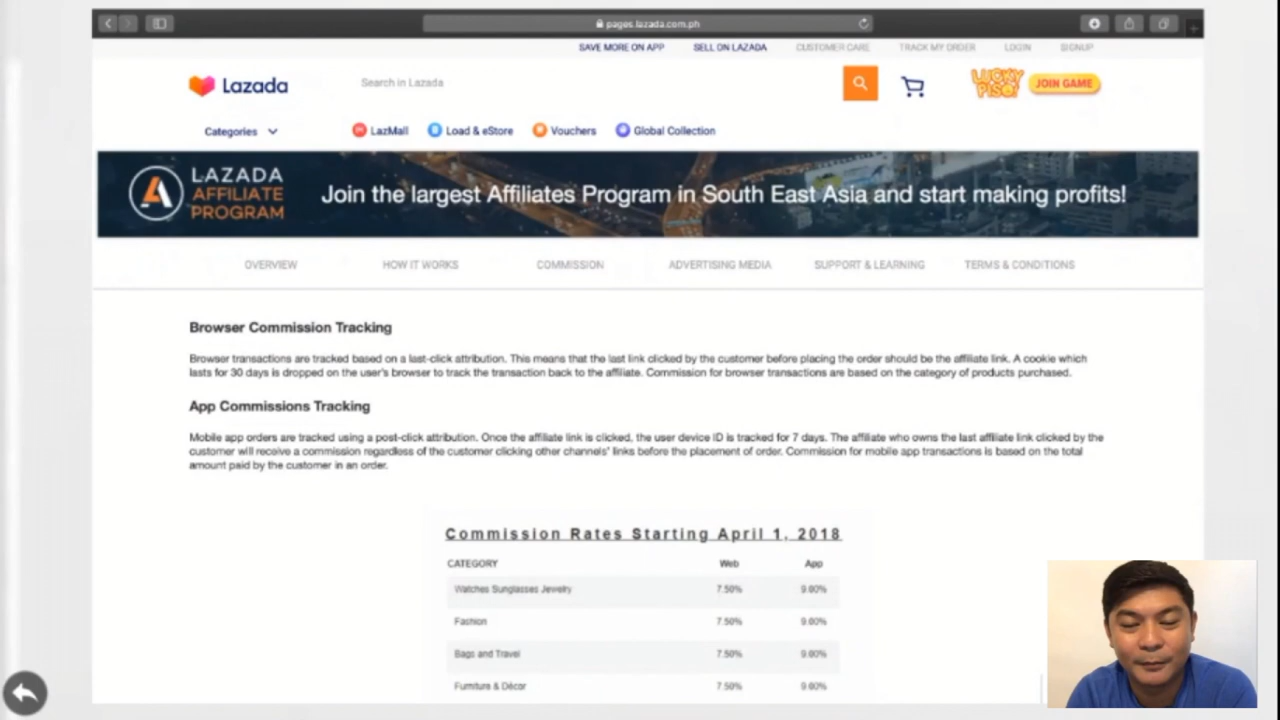 pages.lazada.com.ph
SAVE MORE ON APP SELL ON LAZADA CUSTOMER CARE TRACK MY ORDER LOGIN SIGNUP
Lazada Search in Lazada LUCKY PISO! JOIN GAME
Categories LazMall Load & eStore Vouchers Global Collection
LAZADA
AFFILIATE
PROGRAM
Join the largest Affiliates Program in South East Asia and start making profits!
OVERVIEW HOW IT WORKS COMMISSION ADVERTISING MEDIA SUPPORT & LEARNING TERMS & CONDITIONS
Browser Commission Tracking
Browser transactions are tracked based on a last-click attribution. This means that the last link clicked by the customer before placing the order should be the affiliate link. A cookie which
lasts for 30 days is dropped on the user's browser to track the transaction back to the affiliate. Commission for browser transactions are based on the category of products purchased.
App Commissions Tracking
Mobile app orders are tracked using a post-click attribution. Once the affiliate link is clicked, the user device ID is tracked for 7 days. The affiliate who owns the last affiliate link clicked by the
customer will receive a commission regardless of the customer clicking other channels' links before the placement of order. Commission for mobile app transactions is based on the total
amount paid by the customer in an order.
Commission Rates Starting April 1, 2018
CATEGORY Web App
Watches Sunglasses Jewelry 7.50% 9.00%
Fashion 7.50% 9.00%
Bags and Travel 7.50% 9.00%
Furniture & Décor 7.50% 9.00%